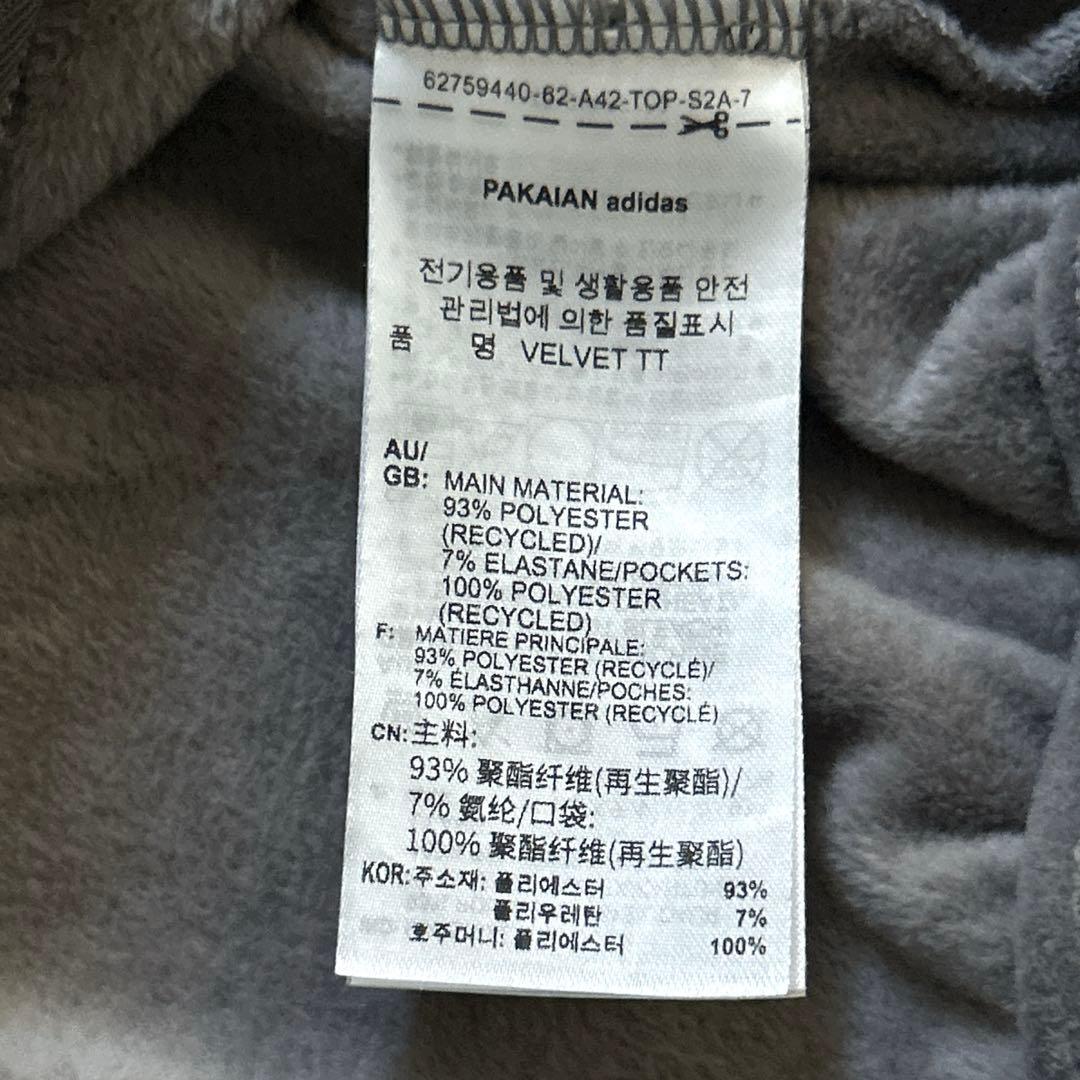 62759440-62-A42-TOP-S2A-7
PAKAIAN adidas
전기용품 및 생활용품 안전
관리법에 의한 품질표시
품 명 VELVET TT
AU/
GB: MAIN MATERIAL:
93% POLYESTER
(RECYCLED)/
7% ELASTANE/POCKETS:
100% POLYESTER
(RECYCLED)
F: MATIERE PRINCIPALE:
93% POLYESTER (RECYCLÉ)/
7% ÉLASTHANNE/POCHES:
100% POLYESTER (RECYCLÉ)
CN: 主料:
93% 聚酯纤维(再生聚酯)/
7% 氨纶/口袋:
100% 聚酯纤维(再生聚酯)
KOR: 주소재: 폴리에스터 93%
폴리우레탄 7%
호주머니: 폴리에스터 100%